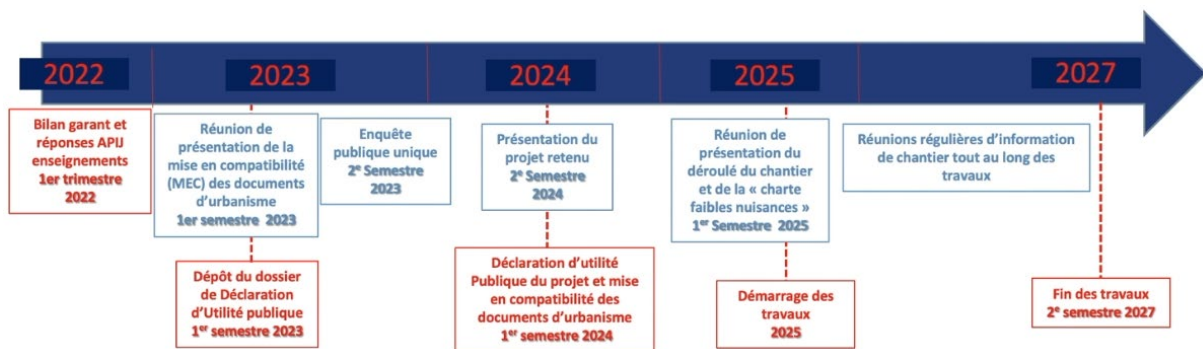 2022
2023
2024
2025
2027
Bilan garant et
réponses APIJ
enseignements
1er trimestre
2022
Réunion de
présentation de la
mise en compatibilité
(MEC) des documents
d'urbanisme
1er semestre 2023
Enquête
publique unique
2e Semestre
2023
Présentation du
projet retenu
2e Semestre
2024
Réunion de
présentation du
déroulé du chantier
et de la « charte
faibles nuisances »
1er Semestre 2025
Réunions régulières d'information
de chantier tout au long des
travaux
Dépôt du dossier
de Déclaration
d'Utilité publique
1er semestre 2023
Déclaration d'utilité
Publique du projet et mise
en compatibilité des
documents d'urbanisme
1er semestre 2024
Démarrage des
travaux
2025
Fin des travaux
2e semestre 2027